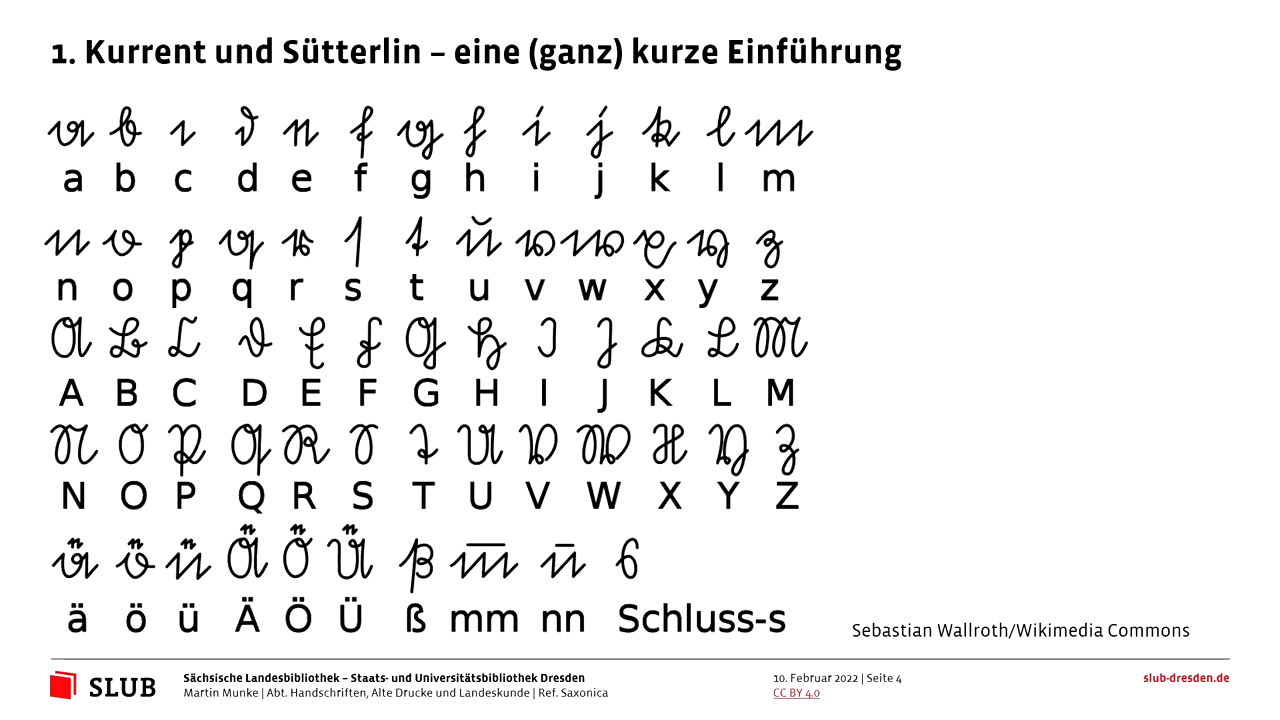 1. Kurrent und Sütterlin – eine (ganz) kurze Einführung
a b c d e f g h i j k l m
a b c d e f g h i j k l m
n o p q r s t u v w x y z
n o p q r s t u v w x y z
A B C D E F G H I J K L M
A B C D E F G H I J K L M
N O P Q R S T U V W X Y Z
N O P Q R S T U V W X Y Z
ä ö ü Ä Ö Ü ß m̅ n̅ s
ä ö ü Ä Ö Ü ß mm nn Schluss-s
Sebastian Wallroth/Wikimedia Commons
SLUB
Sächsische Landesbibliothek – Staats- und Universitätsbibliothek Dresden
Martin Munke | Abt. Handschriften, Alte Drucke und Landeskunde | Ref. Saxonica
10. Februar 2022 | Seite 4
CC BY 4.0
slub-dresden.de